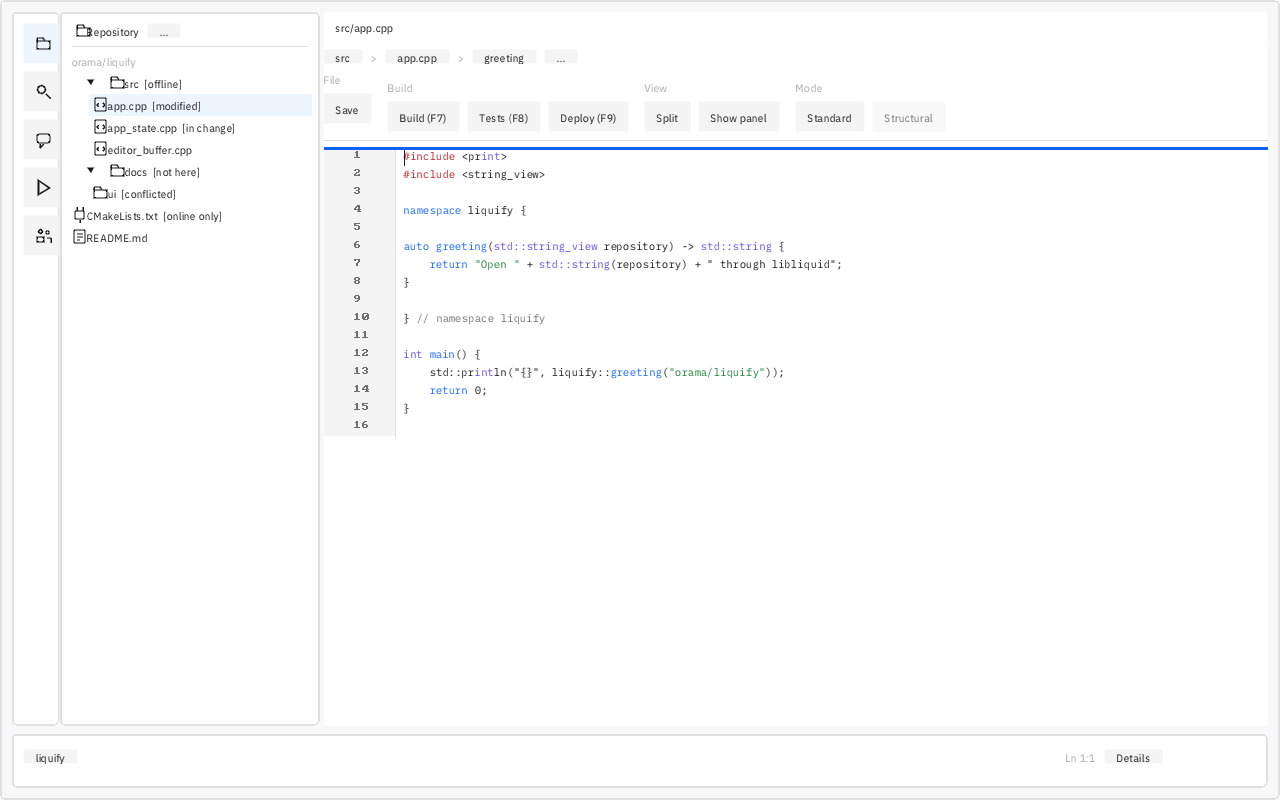 Repository ...
orama/liquify
src [offline]
app.cpp [modified]
app_state.cpp [in change]
editor_buffer.cpp
docs [not here]
ui [conflicted]
CMakeLists.txt [online only]
README.md
src/app.cpp
src > app.cpp > greeting ...
File Build View Mode
Save Build (F7) Tests (F8) Deploy (F9) Split Show panel Standard Structural
1 #include <print>
2 #include <string_view>
3
4 namespace liquify {
5
6 auto greeting(std::string_view repository) -> std::string {
7     return "Open " + std::string(repository) + " through libliquid";
8 }
9
10 } // namespace liquify
11
12 int main() {
13     std::println("{}", liquify::greeting("orama/liquify"));
14     return 0;
15 }
16
liquify Ln 1:1 Details